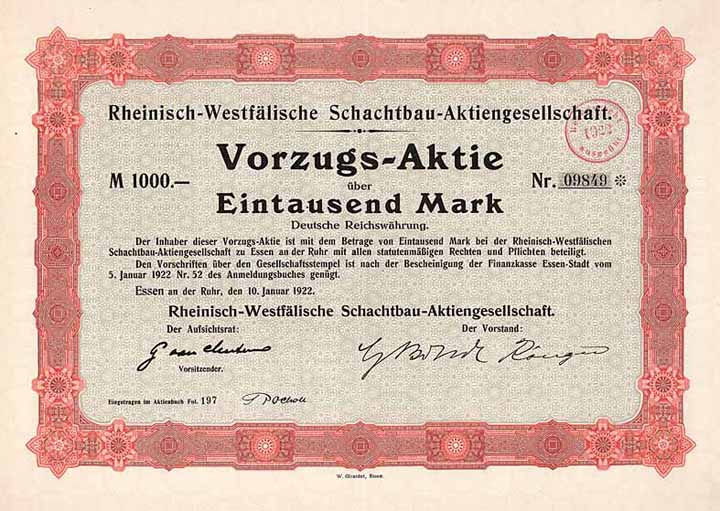 Rheinisch-Westfälische Schachtbau-Aktiengesellschaft.
1922
Vorzugs-Aktie
M 1000.— über Nr. 09849 *
Eintausend Mark
Deutsche Reichswährung.
Der Inhaber dieser Vorzugs-Aktie ist mit dem Betrage von Eintausend Mark bei der Rheinisch-Westfälischen
Schachtbau-Aktiengesellschaft zu Essen an der Ruhr mit allen statutenmäßigen Rechten und Pflichten beteiligt.
Den Vorschriften über den Gesellschaftsstempel ist nach der Bescheinigung der Finanzkasse Essen-Stadt vom
5. Januar 1922 Nr. 52 des Anmeldungsbuches genügt.
Essen an der Ruhr, den 10. Januar 1922.
Rheinisch-Westfälische Schachtbau-Aktiengesellschaft.
Der Aufsichtsrat: Der Vorstand:
Vorsitzender.
Eingetragen im Aktienbuch Fol. 197
W. Girardet, Essen.